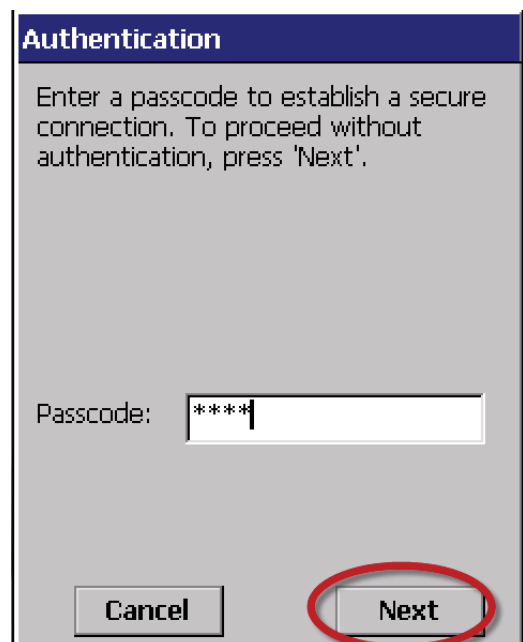 Authentication
Enter a passcode to establish a secure
connection. To proceed without
authentication, press 'Next'.
Passcode: ****
Cancel Next